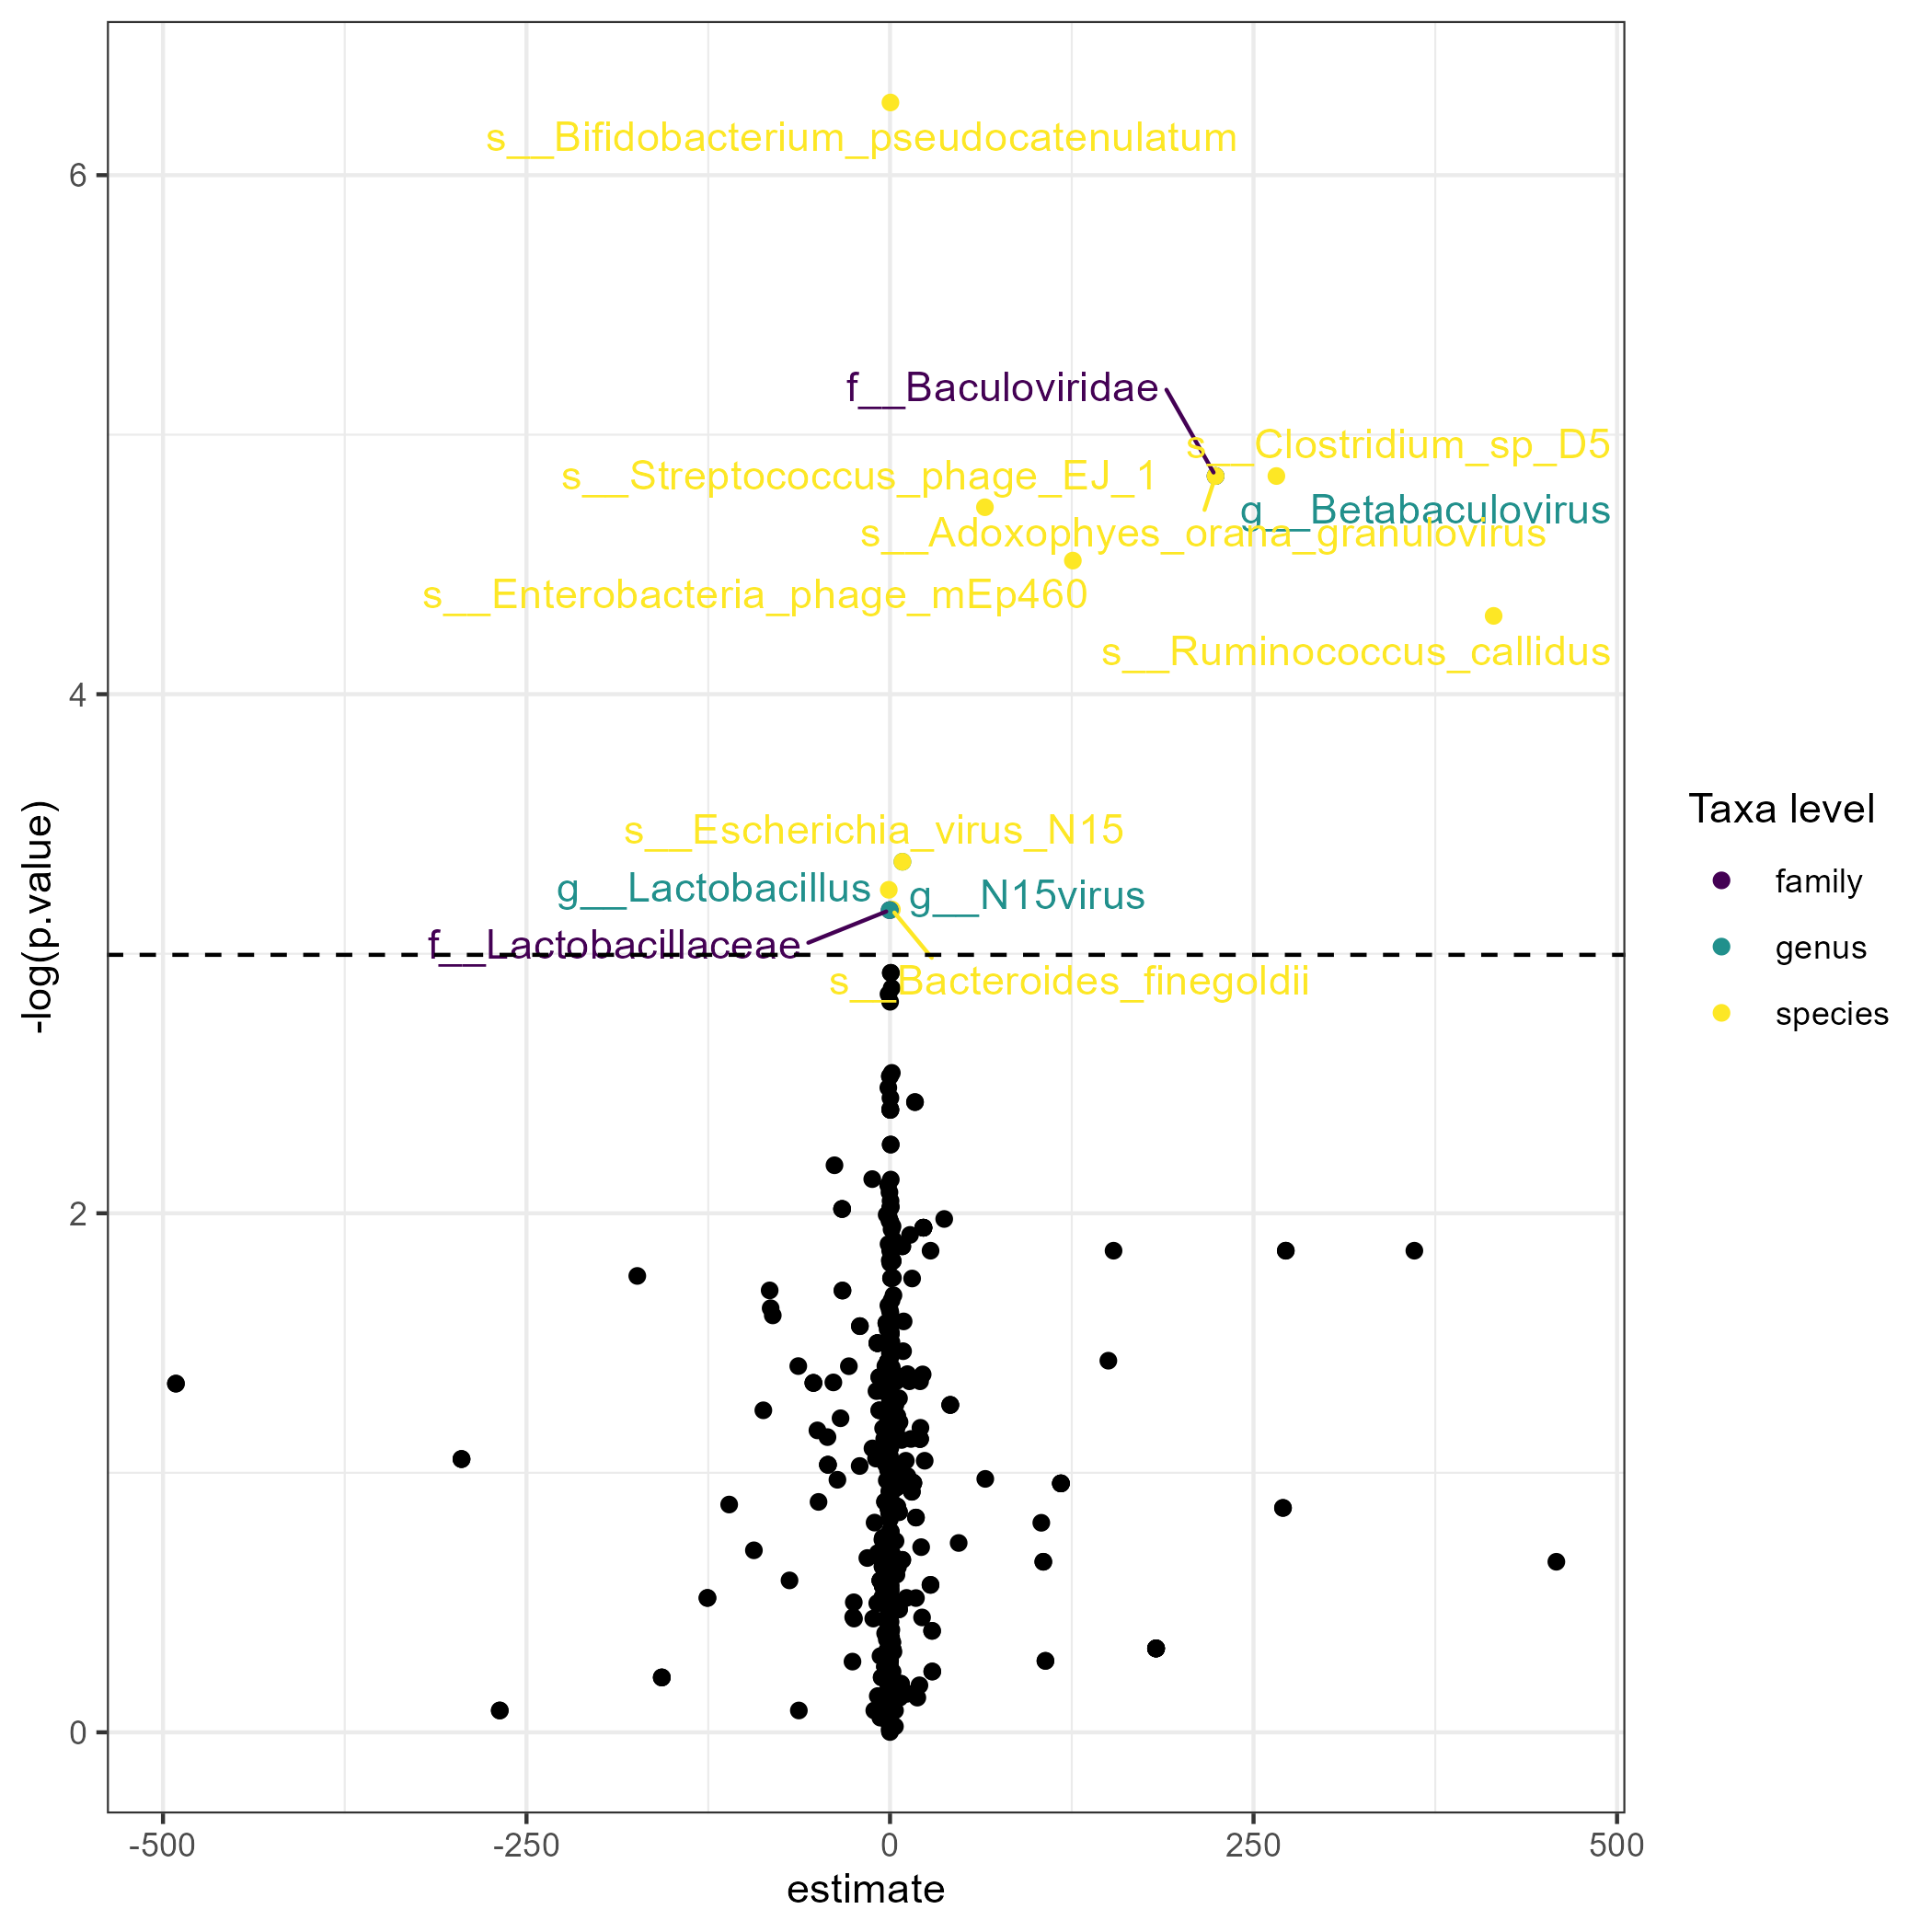 s__Bifidobacterium_pseudocatenulatum
6
f__Baculoviridae
s__Clostridium_sp_D5
s__Streptococcus_phage_EJ_1
g__Betabaculovirus
s__Adoxophyes_orana_granulovirus
s__Enterobacteria_phage_mEp460
s__Ruminococcus_callidus
4
s__Escherichia_virus_N15
g__Lactobacillus
g__N15virus
f__Lactobacillaceae
s__Bacteroides_finegoldii
2
0
-log(p.value)
-500
-250
0
250
500
estimate
Taxa level
family
genus
species